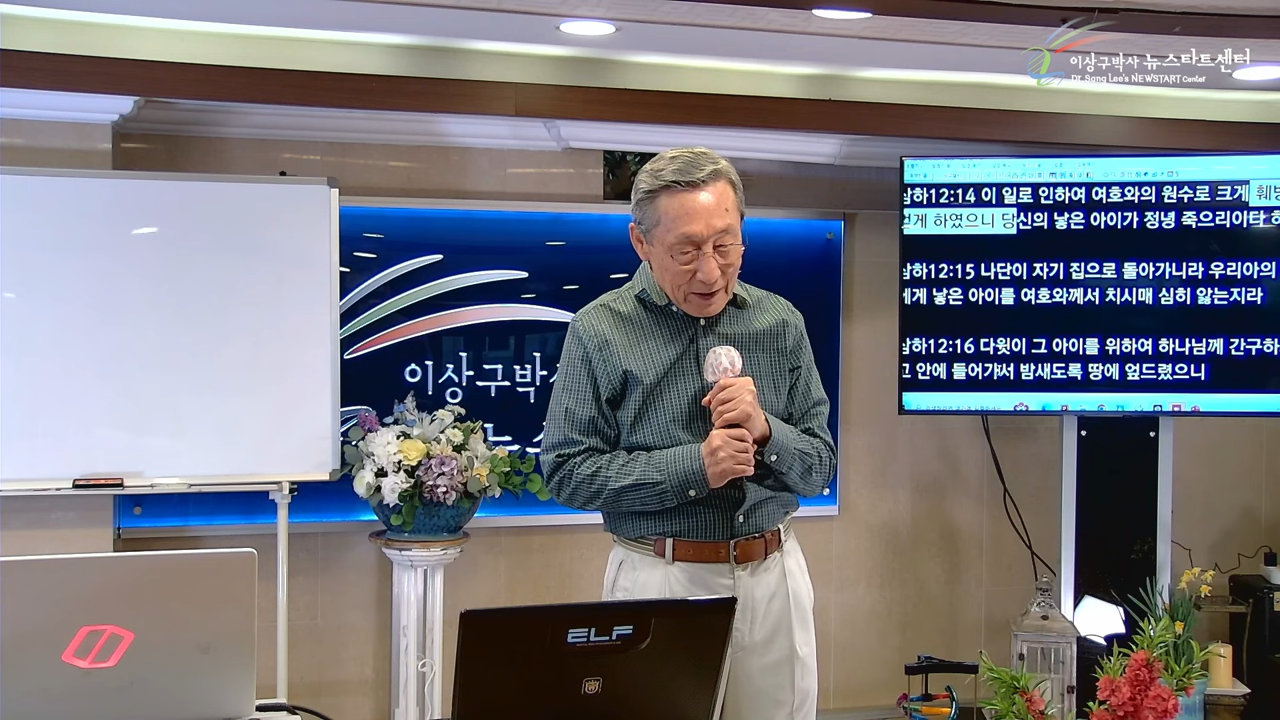 이상구박사 뉴스타트센터
Dr. Sang Lee's NEWSTART Center
삼하12:14 이 일로 인하여 여호와의 원수로 크게 훼방
게 하였으니 당신의 낳은 아이가 정녕 죽으리이다 하
삼하12:15 나단이 자기 집으로 돌아가니라 우리아의
에게 낳은 아이를 여호와께서 치시매 심히 앓는지라
삼하12:16 다윗이 그 아이를 위하여 하나님께 간구하
고 안에 들어가서 밤새도록 땅에 엎드렸으니
이상구박사
ELF